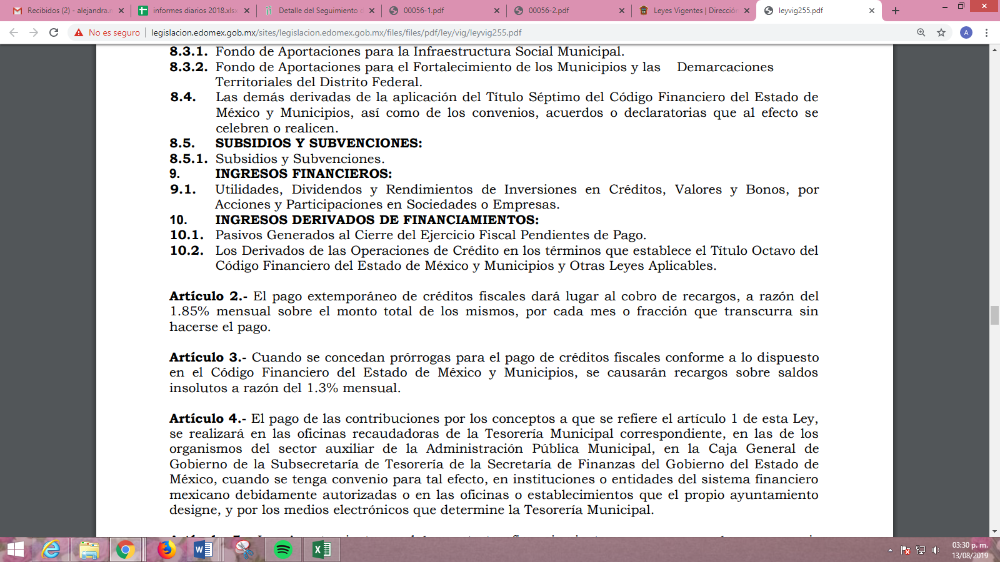 Recibidos (2) - alejandra.r
informes diarios 2018.xlsx
Detalle del Seguimiento d
00056-1.pdf
00056-2.pdf
Leyes Vigentes | Dirección
leyvig255.pdf
No es seguro
legislacion.edomex.gob.mx/sites/legislacion.edomex.gob.mx/files/files/pdf/ley/vig/leyvig255.pdf
A
8.3.1. Fondo de Aportaciones para la Infraestructura Social Municipal.
8.3.2. Fondo de Aportaciones para el Fortalecimiento de los Municipios y las Demarcaciones
Territoriales del Distrito Federal.
8.4. Las demás derivadas de la aplicación del Título Séptimo del Código Financiero del Estado de
México y Municipios, así como de los convenios, acuerdos o declaratorias que al efecto se
celebren o realicen.
8.5. SUBSIDIOS Y SUBVENCIONES:
8.5.1. Subsidios y Subvenciones.
9. INGRESOS FINANCIEROS:
9.1. Utilidades, Dividendos y Rendimientos de Inversiones en Créditos, Valores y Bonos, por
Acciones y Participaciones en Sociedades o Empresas.
10. INGRESOS DERIVADOS DE FINANCIAMIENTOS:
10.1. Pasivos Generados al Cierre del Ejercicio Fiscal Pendientes de Pago.
10.2. Los Derivados de las Operaciones de Crédito en los términos que establece el Título Octavo del
Código Financiero del Estado de México y Municipios y Otras Leyes Aplicables.
Artículo 2.- El pago extemporáneo de créditos fiscales dará lugar al cobro de recargos, a razón del
1.85% mensual sobre el monto total de los mismos, por cada mes o fracción que transcurra sin
hacerse el pago.
Artículo 3.- Cuando se concedan prórrogas para el pago de créditos fiscales conforme a lo dispuesto
en el Código Financiero del Estado de México y Municipios, se causarán recargos sobre saldos
insolutos a razón del 1.3% mensual.
Artículo 4.- El pago de las contribuciones por los conceptos a que se refiere el artículo 1 de esta Ley,
se realizará en las oficinas recaudadoras de la Tesorería Municipal correspondiente, en las de los
organismos del sector auxiliar de la Administración Pública Municipal, en la Caja General de
Gobierno de la Subsecretaría de Tesorería de la Secretaría de Finanzas del Gobierno del Estado de
México, cuando se tenga convenio para tal efecto, en instituciones o entidades del sistema financiero
mexicano debidamente autorizadas o en las oficinas o establecimientos que el propio ayuntamiento
designe, y por los medios electrónicos que determine la Tesorería Municipal.
03:30 p. m.
13/08/2019